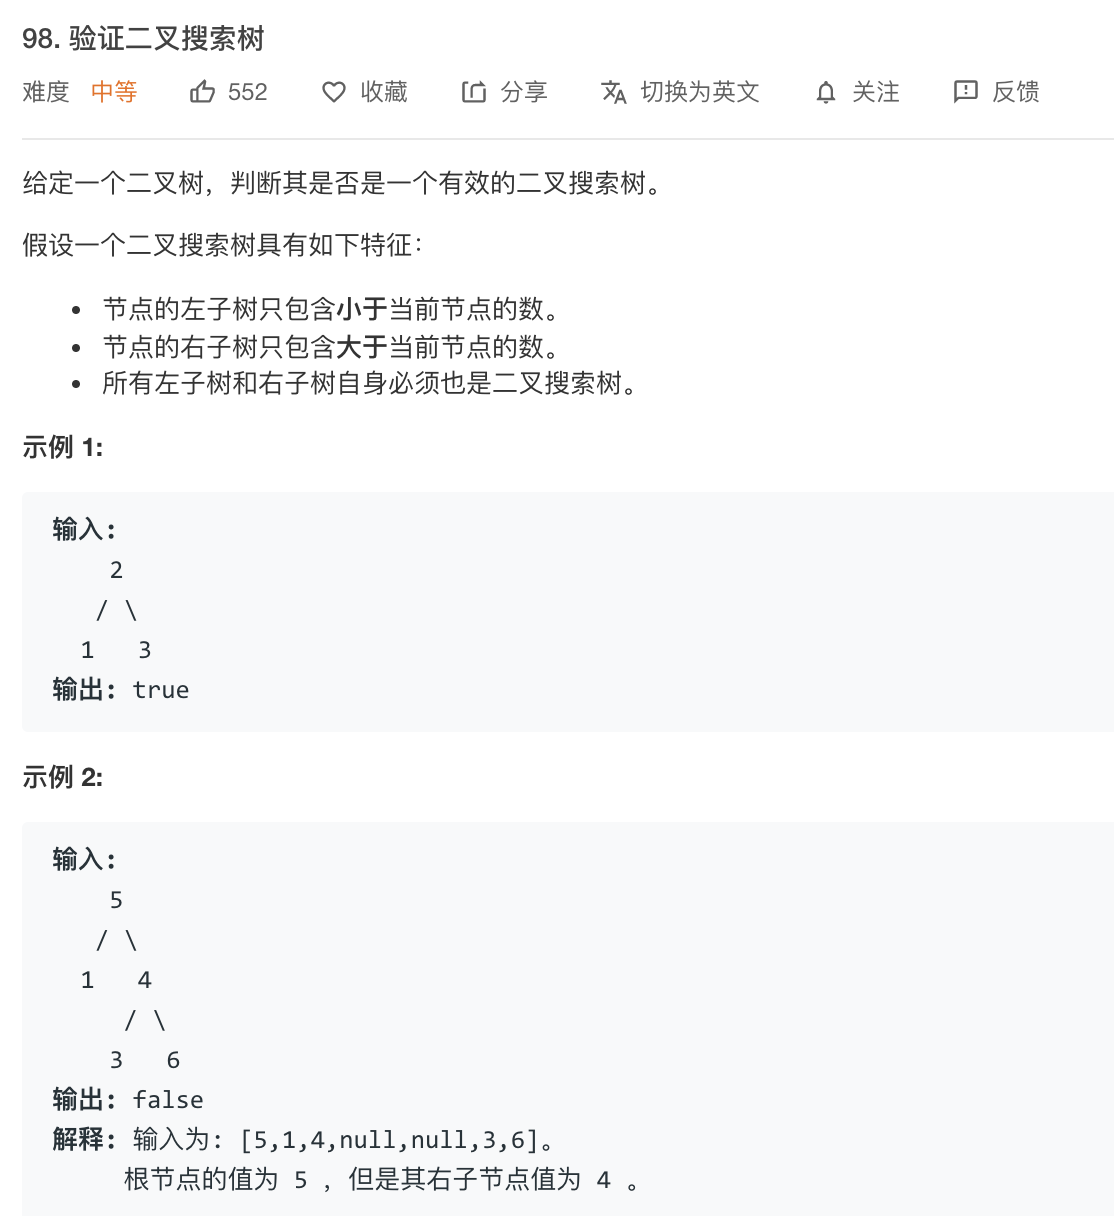 98. 验证二叉搜索树
难度 中等 552 收藏 分享 切换为英文 关注 反馈
给定一个二叉树，判断其是否是一个有效的二叉搜索树。
假设一个二叉搜索树具有如下特征：
• 节点的左子树只包含小于当前节点的数。
• 节点的右子树只包含大于当前节点的数。
• 所有左子树和右子树自身必须也是二叉搜索树。
示例 1:
输入:
2
/ \
1 3
输出: true
示例 2:
输入:
5
/ \
1 4
/ \
3 6
输出: false
解释: 输入为: [5,1,4,null,null,3,6]。
根节点的值为 5 ，但是其右子节点值为 4 。